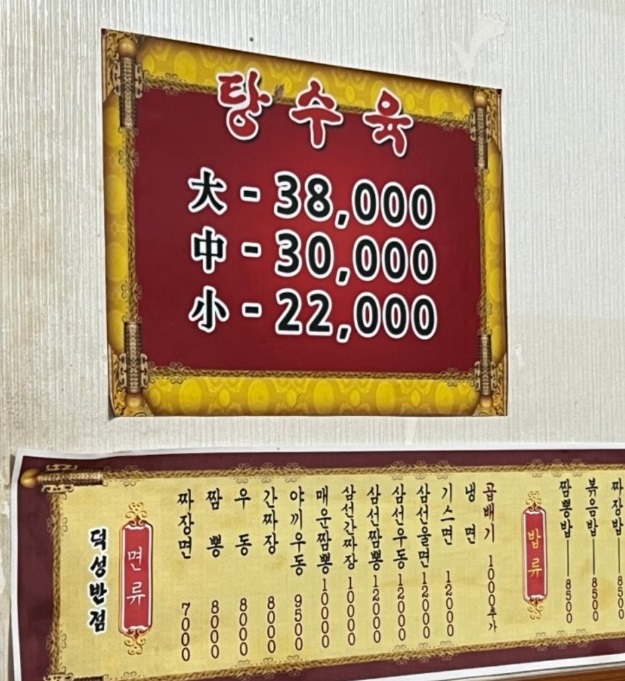 탕수육
大 - 38,000
中 - 30,000
小 - 22,000
덕성반점
면류
짜장면 7000
짬뽕 8000
우동 8000
간짜장 8000
야끼우동 9500
매운짬뽕 10000
삼선간짜장 10000
삼선짬뽕 12000
삼선우동 12000
삼선울면 12000
기스면 12000
냉면
곱배기 1000추가
밥류
짬뽕밥 8500
볶음밥 8500
짜장밥 8500